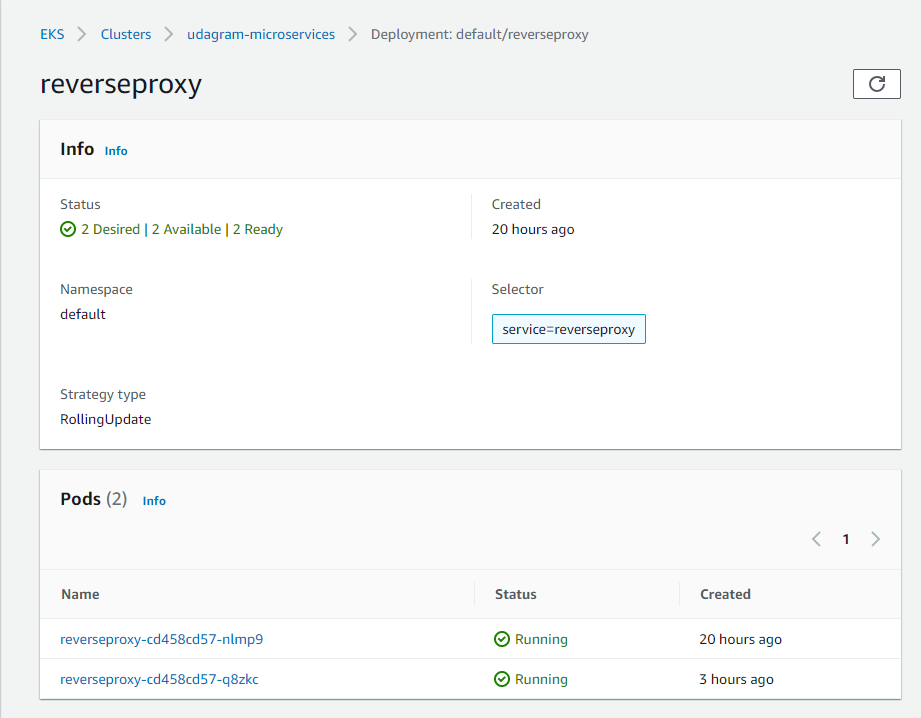 EKS Clusters udagram-microservices Deployment: default/reverseproxy
reverseproxy
Info Info
Status
2 Desired | 2 Available | 2 Ready
Created
20 hours ago
Namespace
default
Selector
service=reverseproxy
Strategy type
RollingUpdate
Pods (2) Info
1
Name Status Created
reverseproxy-cd458cd57-nlmp9 Running 20 hours ago
reverseproxy-cd458cd57-q8zkc Running 3 hours ago